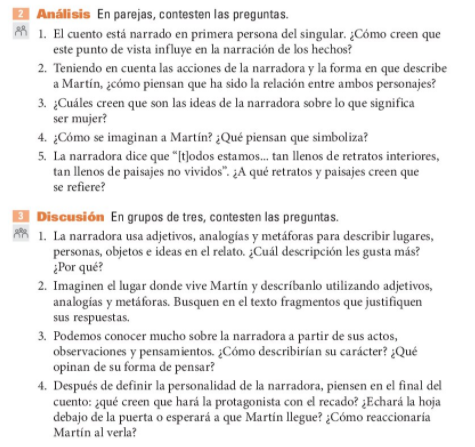 2 Análisis En parejas, contesten las preguntas.
1. El cuento está narrado en primera persona del singular. ¿Cómo creen que
este punto de vista influye en la narración de los hechos?
2. Teniendo en cuenta las acciones de la narradora y la forma en que describe
a Martín, ¿cómo piensan que ha sido la relación entre ambos personajes?
3. ¿Cuáles creen que son las ideas de la narradora sobre lo que significa
ser mujer?
4. ¿Cómo se imaginan a Martín? ¿Qué piensan que simboliza?
5. La narradora dice que “[t]odos estamos... tan llenos de retratos interiores,
tan llenos de paisajes no vividos”. ¿A qué retratos y paisajes creen que
se refiere?
3 Discusión En grupos de tres, contesten las preguntas.
1. La narradora usa adjetivos, analogías y metáforas para describir lugares,
personas, objetos e ideas en el relato. ¿Cuál descripción les gusta más?
¿Por qué?
2. Imaginen el lugar donde vive Martín y descríbanlo utilizando adjetivos,
analogías y metáforas. Busquen en el texto fragmentos que justifiquen
sus respuestas.
3. Podemos conocer mucho sobre la narradora a partir de sus actos,
observaciones y pensamientos. ¿Cómo describirían su carácter? ¿Qué
opinan de su forma de pensar?
4. Después de definir la personalidad de la narradora, piensen en el final del
cuento: ¿qué creen que hará la protagonista con el recado? ¿Echará la hoja
debajo de la puerta o esperará a que Martín llegue? ¿Cómo reaccionaría
Martín al verla?